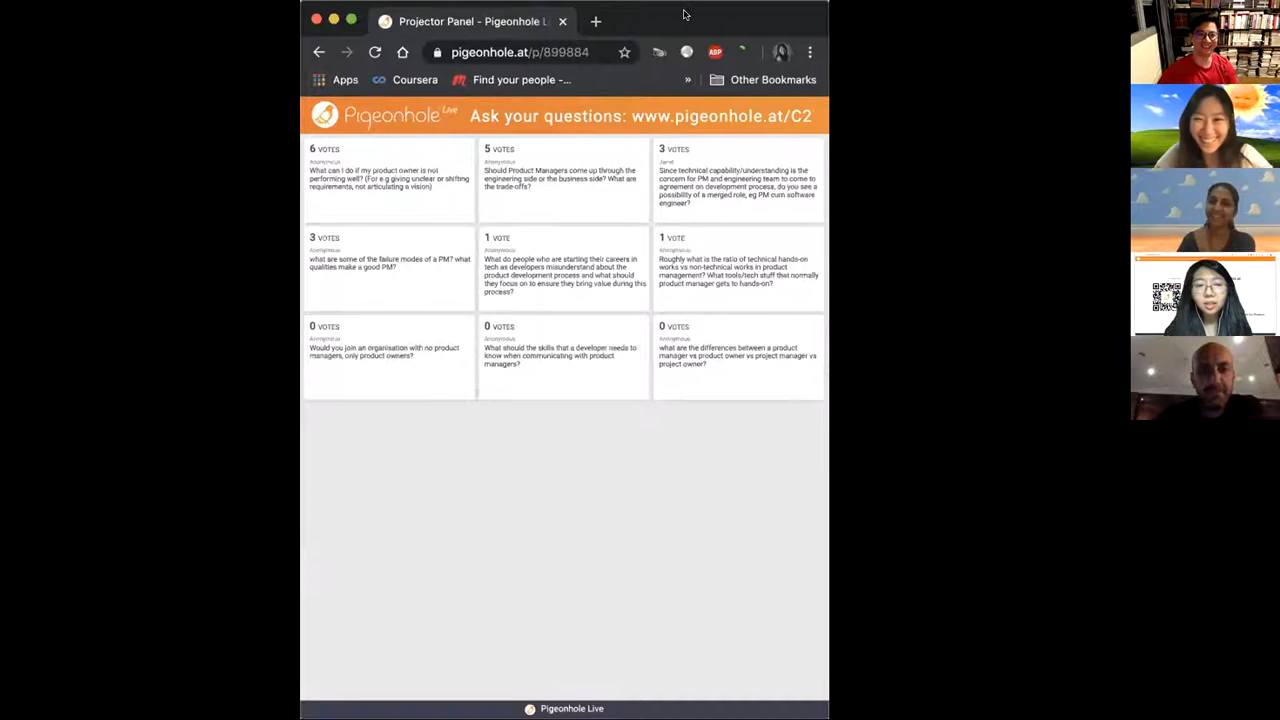 Projector Panel - Pigeonhole L
pigeonhole.at/p/899884
ABP
Apps
Coursera
Find your people -...
»
Other Bookmarks
Pigeonhole Live
Ask your questions: www.pigeonhole.at/C2
6 VOTES
Anonymous
What can I do if my product owner is not
performing well? (For e.g giving unclear or shifting
requirements, not articulating a vision)
5 VOTES
Anonymous
Should Product Managers come up through the
engineering side or the business side? What are
the trade-offs?
3 VOTES
Since technical capability/understanding is the
concern for PM and engineering team to come to
agreement on development process, do you see a
possibility of a merged role, eg PM cum software
engineer?
3 VOTES
Anonymous
what are some of the failure modes of a PM? what
qualities make a good PM?
1 VOTE
Anonymous
What do people who are starting their careers in
tech as developers misunderstand about the
product development process and what should
they focus on to ensure they bring value during this
process?
1 VOTE
Anonymous
Roughly what is the ratio of technical hands-on
works vs non-technical works in product
management? What tools/tech stuff that normally
product manager gets to hands-on?
0 VOTES
Anonymous
Would you join an organisation with no product
managers, only product owners?
0 VOTES
Anonymous
What should the skills that a developer needs to
know when communicating with product
managers?
0 VOTES
Anonymous
what are the differences between a product
manager vs product owner vs project manager vs
project owner?
Pigeonhole Live